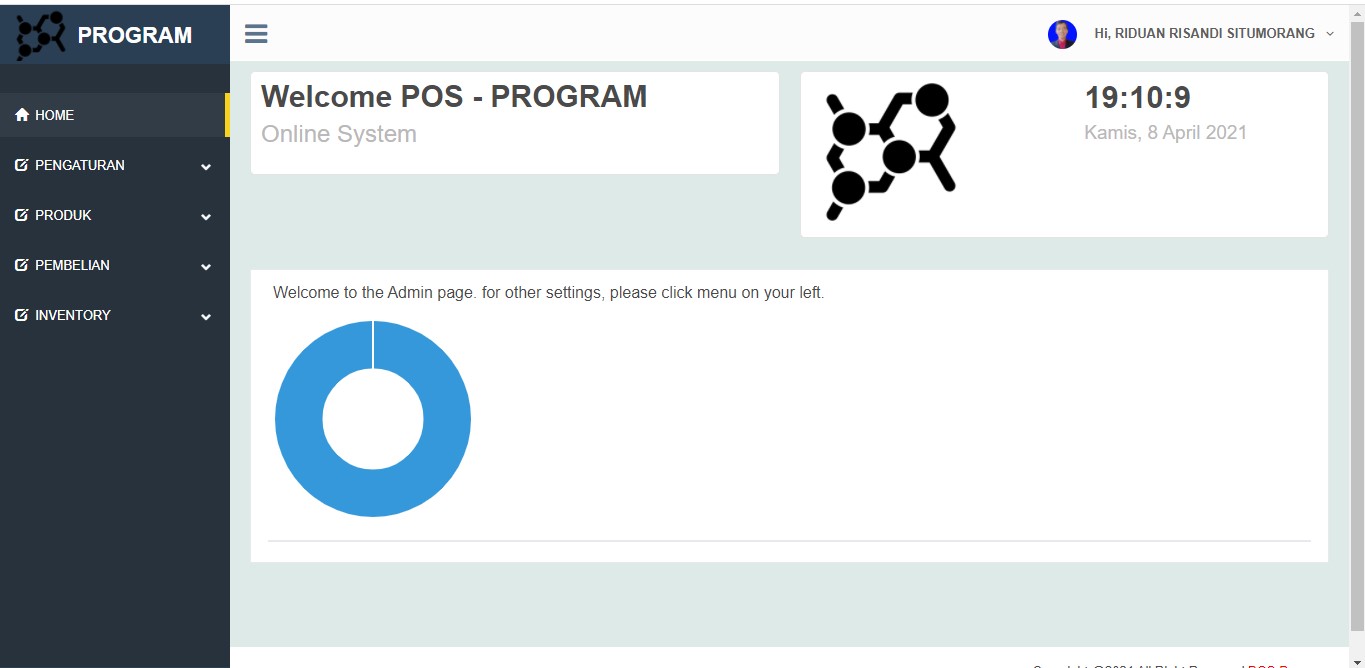 PROGRAM
Hi, RIDUAN RISANDI SITUMORANG
HOME
PENGATURAN
PRODUK
PEMBELIAN
INVENTORY
Welcome POS - PROGRAM
Online System
19:10:9
Kamis, 8 April 2021
Welcome to the Admin page. for other settings, please click menu on your left.